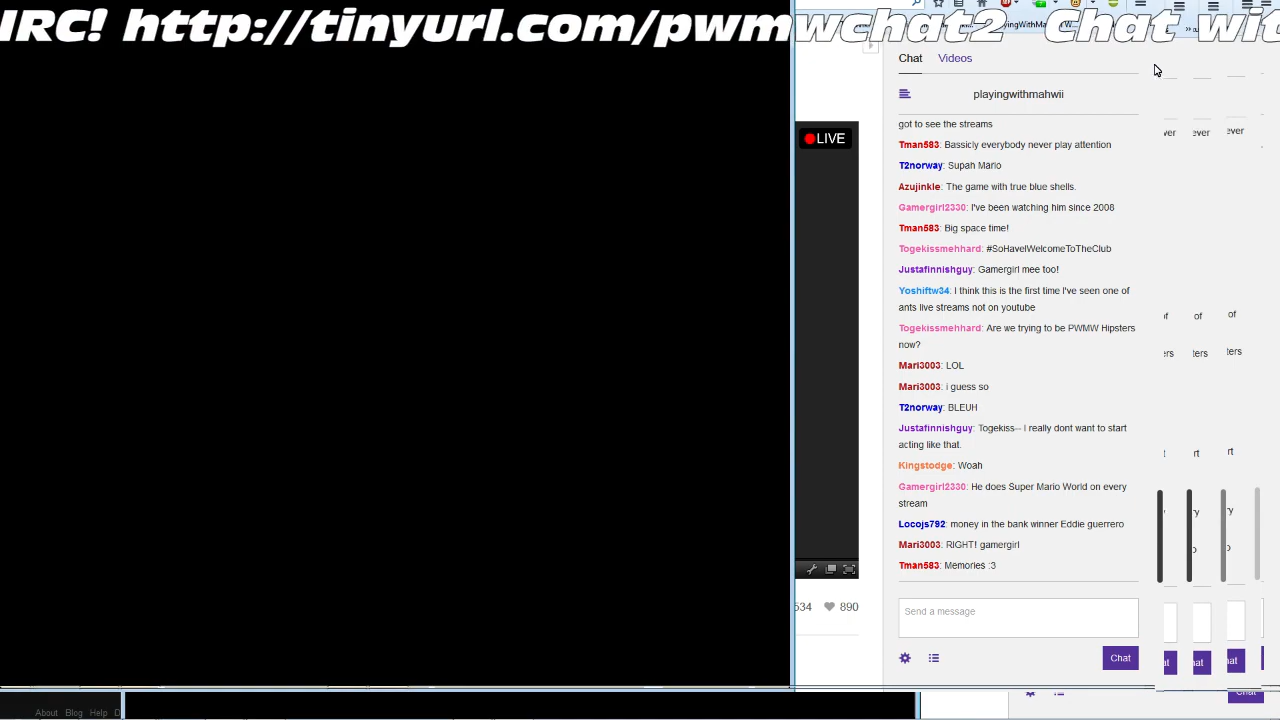 IRC! http://tinyurl.com/pwmwchat2 Chat wit
Chat Videos
LIVE
playingwithmahwii
got to see the streams
Tman583: Bassicly everybody never play attention
T2norway: Supah Mario
Azujinkle: The game with true blue shells.
Gamergirl2330: I've been watching him since 2006
Tman583: Big space time!
Togekissmehhard: #SoHaveIWelcomeToTheClub
Justafinnishguy: Gamergirl mee too!
Yoshiftw34: I think this is the first time I've seen one of
ants live streams not on youtube
Togekissmehhard: Are we trying to be PWMW Hipsters
now?
Mari3003: LOL
Mari3003: i guess so
T2norway: BLEUH
Justafinnishguy: Togekiss-- I really dont want to start
acting like that.
Kingstodge: Woah
Gamergirl2330: He does Super Mario World on every
stream
Locojs792: money in the bank winner Eddie guerrero
Mari3003: RIGHT! gamergirl
Tman583: Memories :3
534 890
Send a message
Chat
About Blog Help